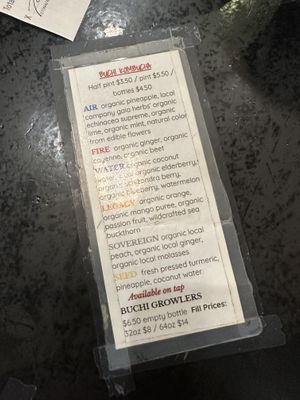 Total
X
BUCHI KOMBUCHA
Half pint $3.50 / pint $5.50 /
bottles $4.50
AIR organic pineapple, local
company gaia herbs' organic
echinacea supreme, organic
lime, organic mint, natural color
from edible flowers
FIRE organic ginger, organic
cayenne, organic beet
WATER organic coconut
organic elderberry,
berry,
organic blueberry, watermelon
LEGACY organic orange,
organic mango puree, organic
passion fruit, wildcrafted sea
buckthorn
SOVEREIGN organic local
peach, organic local ginger,
organic local molasses
SEED fresh pressed turmeric,
pineapple, coconut water
Available on tap
BUCHI GROWLERS
$6.50 empty bottle Fill Prices:
32oz $8 / 64oz $14